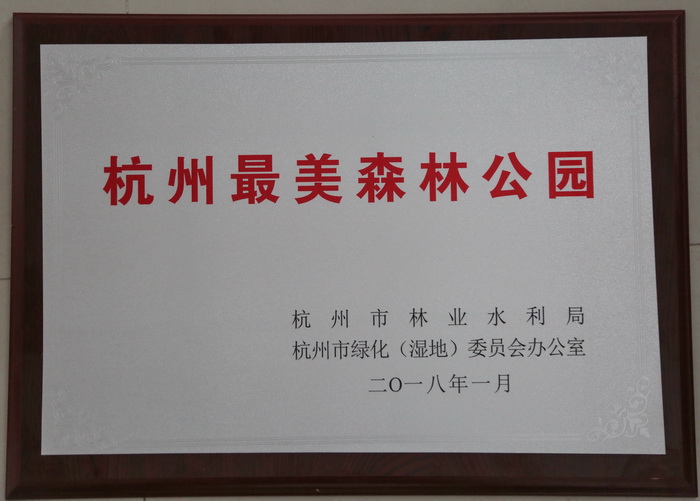 杭州最美森林公园
杭州市林业水利局
杭州市绿化（湿地）委员会办公室
二〇一八年一月